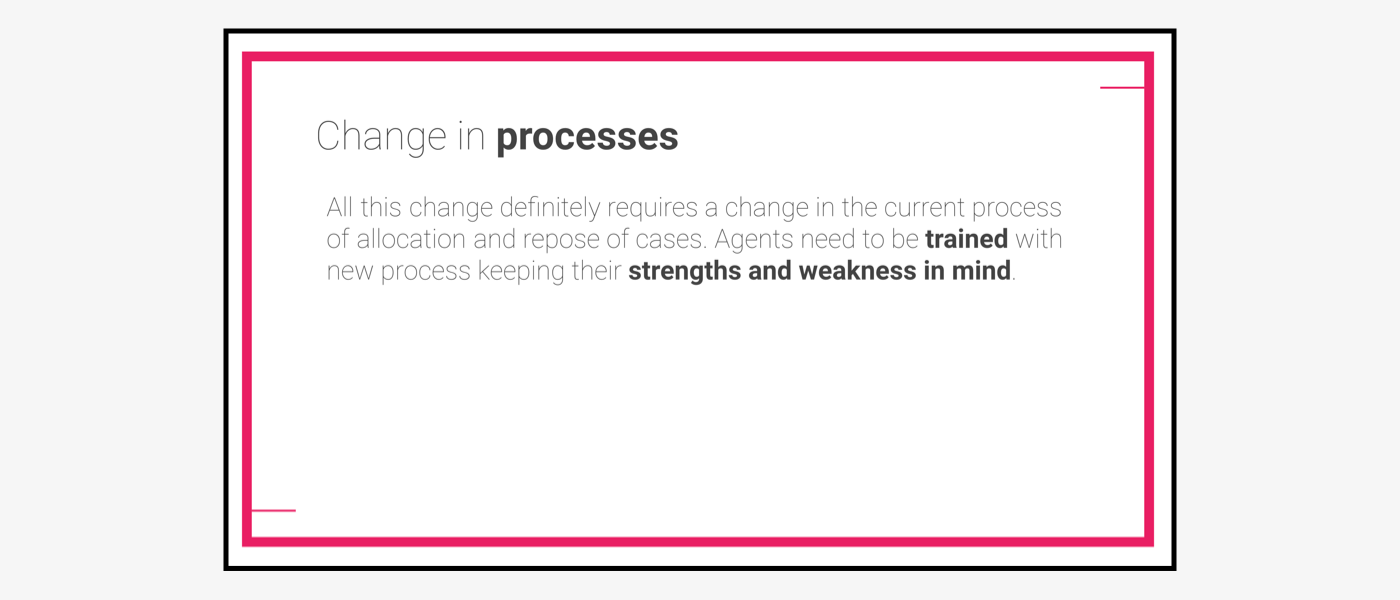 Change in processes
All this change definitely requires a change in the current process
of allocation and repose of cases. Agents need to be trained with
new process keeping their strengths and weakness in mind.